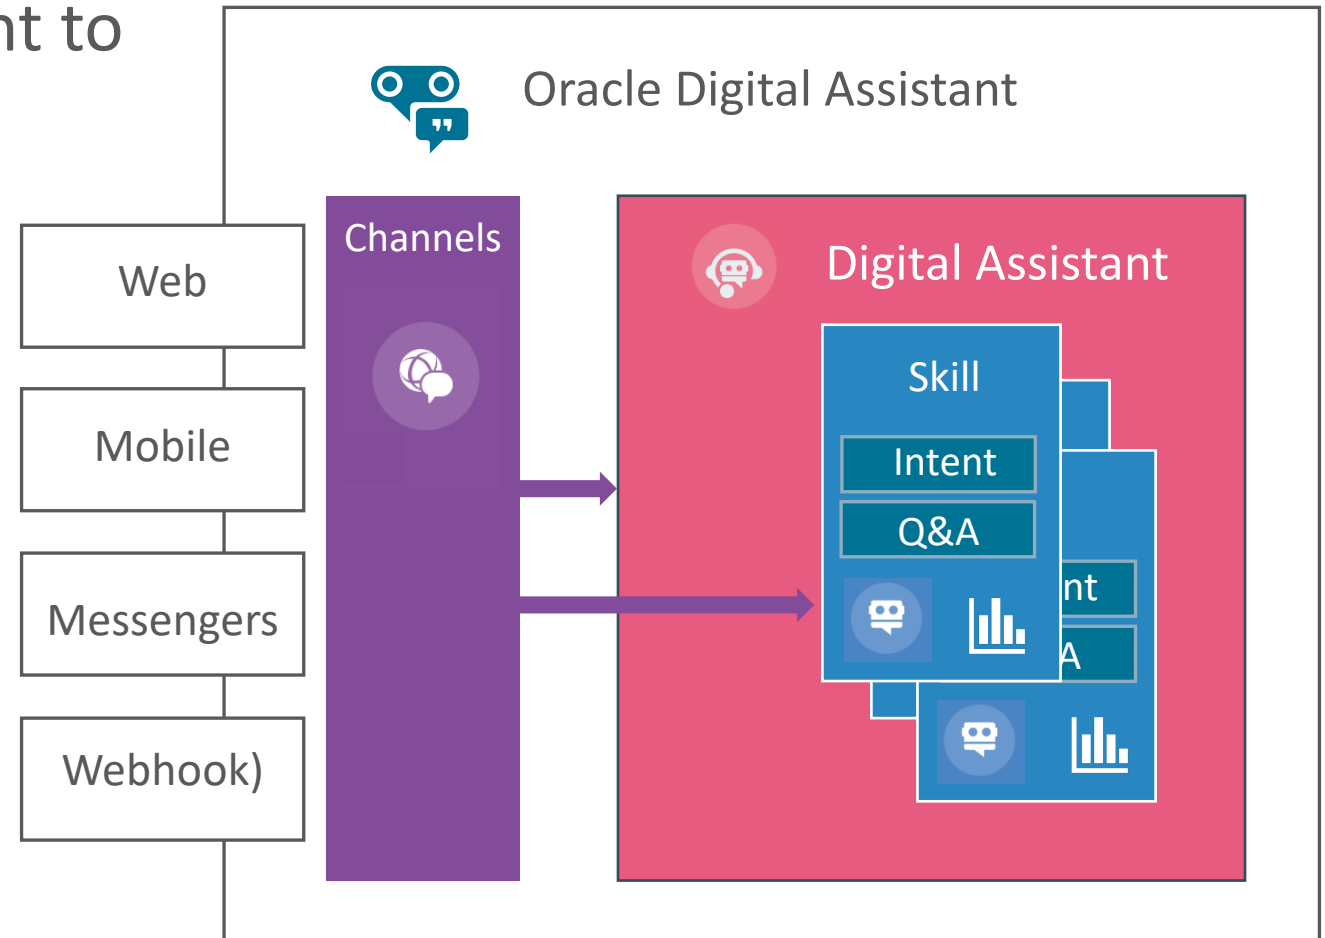 nt to
Oracle Digital Assistant
Web
Mobile
Messengers
Webhook)
Channels
Digital Assistant
Skill
Intent
Q&A
nt
A